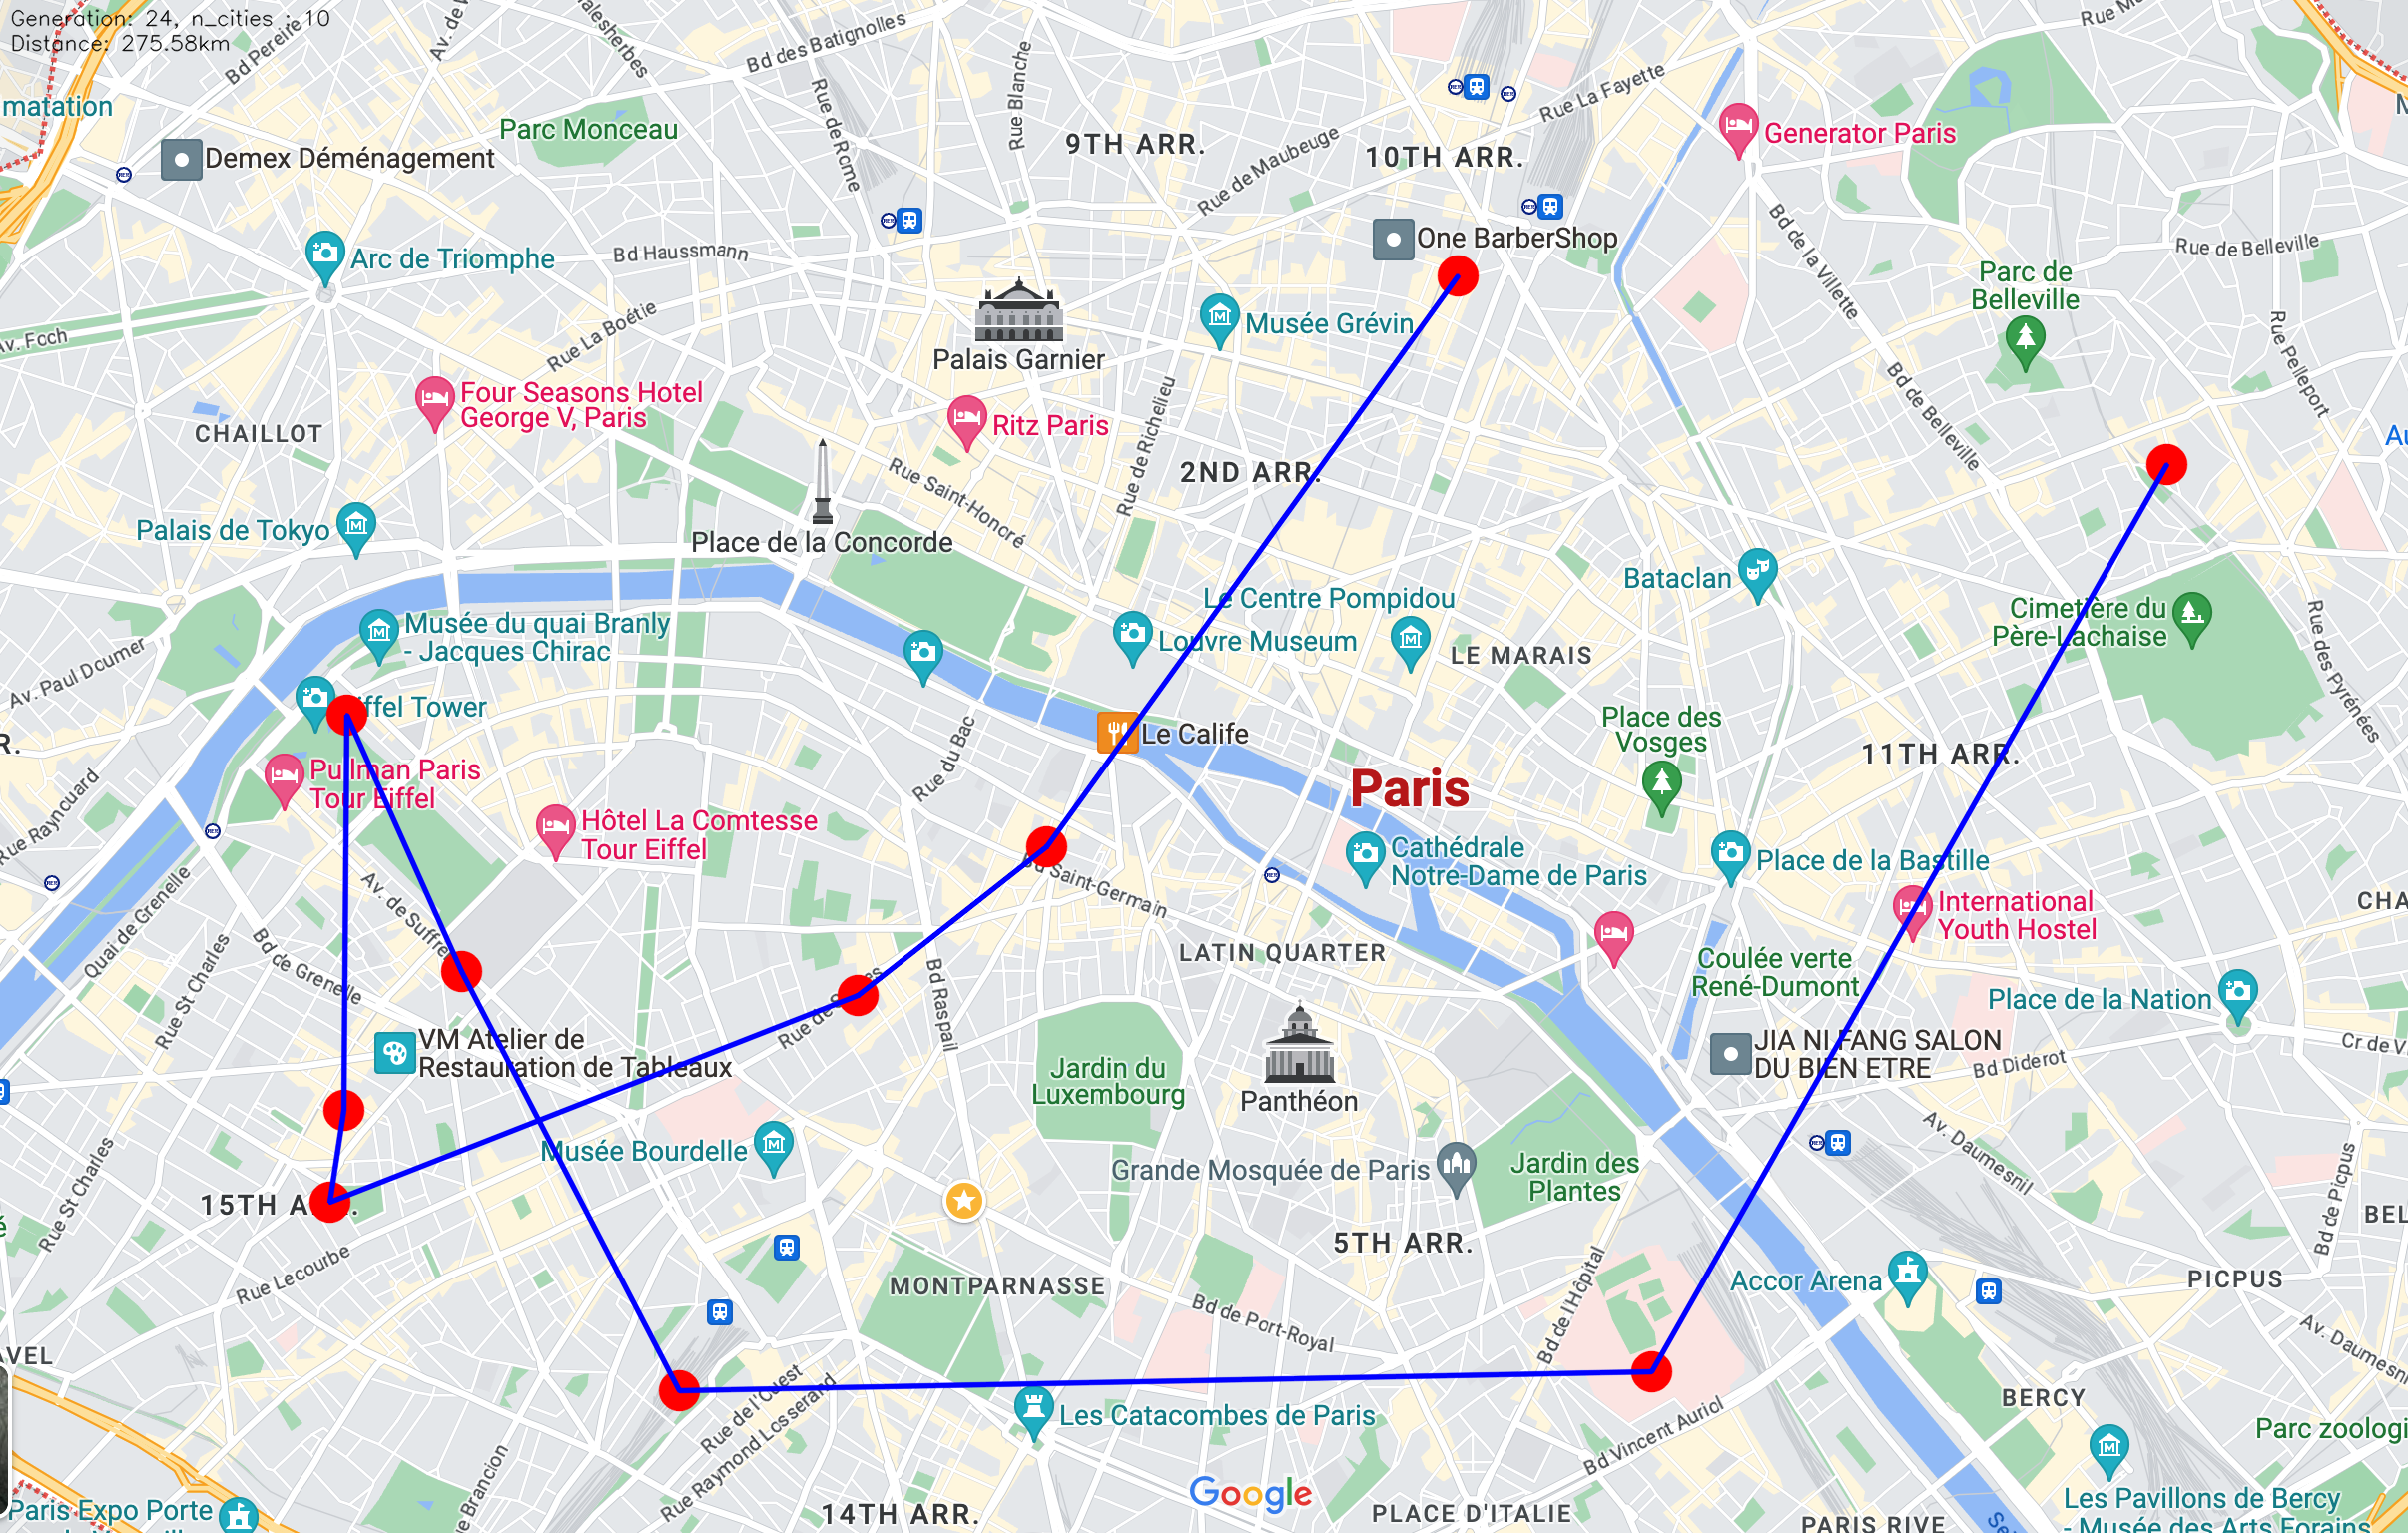 Generation: 24, n_cities : 10
Distance: 275.58km
Bd Pereire
Av. de
Malesherbes
Bd des Batignolles
Rue Blanche
Rue de Rome
matation
Parc Monceau
Demex Déménagement
9TH ARR.
10TH ARR.
Rue de Maubeuge
Rue La Fayette
Generator Paris
One BarberShop
Bd de la Villette
Rue de Belleville
Arc de Triomphe
Bd Haussmann
Parc de
Belleville
Av. Foch
Rue La Boétie
Musée Grévin
Palais Garnier
Rue Pelleport
Bd de Belleville
Four Seasons Hotel
George V, Paris
CHAILLOT
Ritz Paris
Rue de Richelieu
2ND ARR.
Rue Saint-Honoré
Palais de Tokyo
Place de la Concorde
Bataclan
Le Centre Pompidou
Louvre Museum
LE MARAIS
Cimetière du
Père-Lachaise
Rue des Pyrénées
Musée du quai Branly
- Jacques Chirac
Av. Paul Doumer
Eiffel Tower
R.
Rue du Bac
Le Calife
Place des
Vosges
11TH ARR.
Pullman Paris
Tour Eiffel
Paris
Rue Raynouard
Hôtel La Comtesse
Tour Eiffel
Cathédrale
Notre-Dame de Paris
Place de la Bastille
Bd Saint-Germain
Av. de Suffren
International
Youth Hostel
CHA
Quai de Grenelle
Rue St Charles
Bd de Grenelle
LATIN QUARTER
Coulée verte
René-Dumont
Bd Raspail
Rue de
Place de la Nation
VM Atelier de
Restauration de Tableaux
JIA NI FANG SALON
DU BIEN ETRE
Bd Diderot
Cr de V
Jardin du
Luxembourg
Panthéon
Av. Daumesnil
Rue St Charles
Musée Bourdelle
Grande Mosquée de Paris
Jardin des
Plantes
Bd de Picpus
15TH A
BEL
5TH ARR.
Rue Lecourbe
MONTPARNASSE
Bd de Port-Royal
Bd de l'Hôpital
Accor Arena
PICPUS
Av. Daumesnil
AVEL
Rue de l'Ouest
Rue Raymond Losserand
Les Catacombes de Paris
Bd Vincent Auriol
BERCY
Parc zoologi
Google
Paris Expo Porte
14TH ARR.
PLACE D'ITALIE
PARIS RIVE
Les Pavillons de Bercy
- Musée des Arts Forains